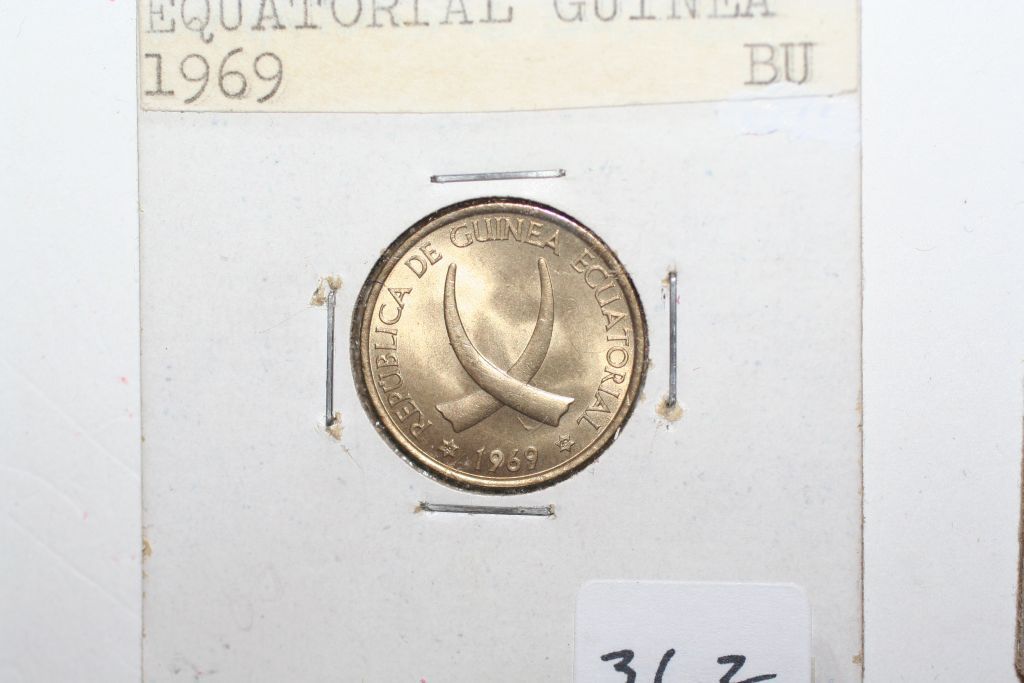 EQUATORIAL GUINEA
1969 BU
REPUBLICA DE GUINEA ECUATORIAL
1969